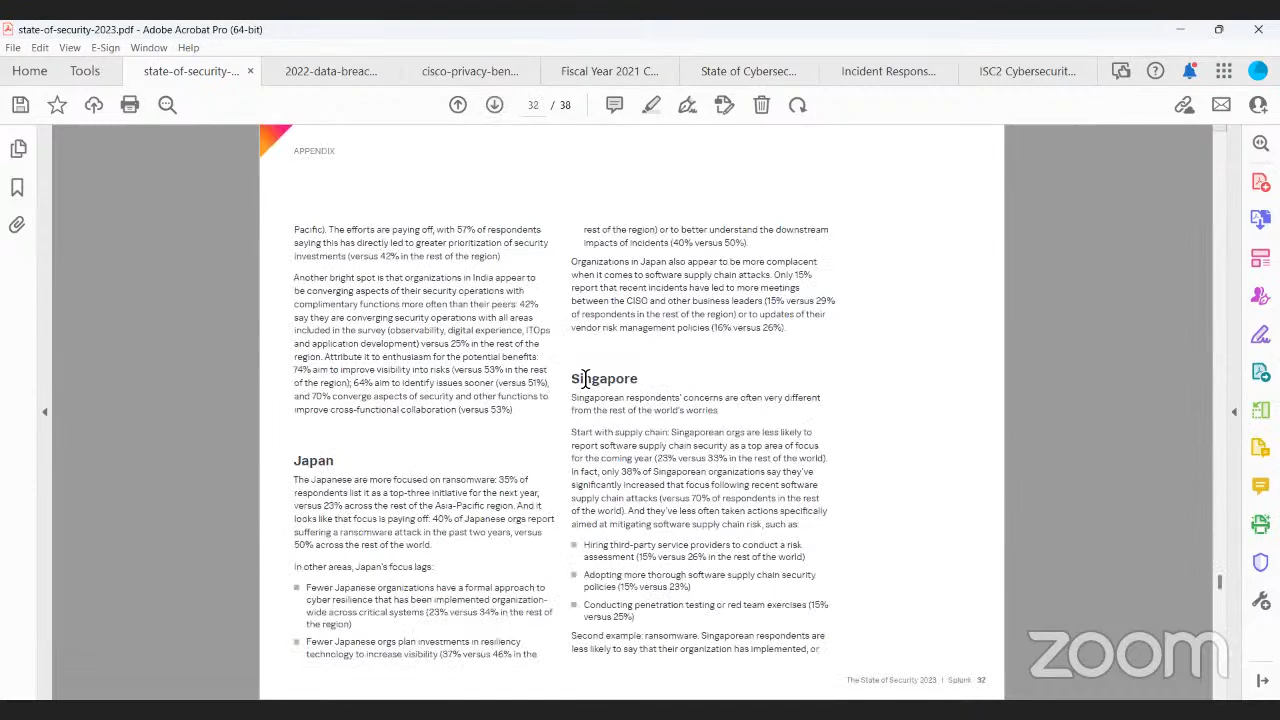 state-of-security-2023.pdf - Adobe Acrobat Pro (64-bit)
File Edit View E-Sign Window Help
Home Tools state-of-security-... × 2022-data-breac... cisco-privacy-ben... Fiscal Year 2021 C... State of Cybersec... Incident Respons... ISC2 Cybersecurit...
32 / 38
APPENDIX
Pacific). The efforts are paying off, with 57% of respondents
saying this has directly led to greater prioritization of security
investments (versus 42% in the rest of the region)
Another bright spot is that organizations in India appear to
be converging aspects of their security operations with
complimentary functions more often than their peers: 42%
say they are converging security operations with all areas
included in the survey (observability, digital experience, ITOps
and application development) versus 25% in the rest of the
region. Attribute it to enthusiasm for the potential benefits:
74% aim to improve visibility into risks (versus 53% in the rest
of the region); 64% aim to identify issues sooner (versus 51%),
and 70% converge aspects of security and other functions to
improve cross-functional collaboration (versus 53%)
Japan
The Japanese are more focused on ransomware: 35% of
respondents list it as a top-three initiative for the next year,
versus 23% across the rest of the Asia-Pacific region. And it
looks like that focus is paying off: 40% of Japanese orgs report
suffering a ransomware attack in the past two years, versus
50% across the rest of the world.
In other areas, Japan's focus lags:
Fewer Japanese organizations have a formal approach to
cyber resilience that has been implemented organization-
wide across critical systems (23% versus 34% in the rest of
the region)
Fewer Japanese orgs plan investments in resiliency
technology to increase visibility (37% versus 46% in the
rest of the region) or to better understand the downstream
impacts of incidents (40% versus 50%).
Organizations in Japan also appear to be more complacent
when it comes to software supply chain attacks. Only 15%
report that recent incidents have led to more meetings
between the CISO and other business leaders (15% versus 29%
of respondents in the rest of the region) or to updates of their
vendor risk management policies (16% versus 26%).
Singapore
Singaporean respondents' concerns are often very different
from the rest of the world's worries
Start with supply chain: Singaporean orgs are less likely to
report software supply chain security as a top area of focus
for the coming year (23% versus 33% in the rest of the world).
In fact, only 38% of Singaporean organizations say they've
significantly increased that focus following recent software
supply chain attacks (versus 70% of respondents in the rest
of the world). And they've less often taken actions specifically
aimed at mitigating software supply chain risk, such as:
Hiring third-party service providers to conduct a risk
assessment (15% versus 26% in the rest of the world)
Adopting more thorough software supply chain security
policies (15% versus 23%)
Conducting penetration testing or red team exercises (15%
versus 25%)
Second example: ransomware. Singaporean respondents are
less likely to say that their organization has implemented, or
The State of Security 2023 | Splunk 32
zoom